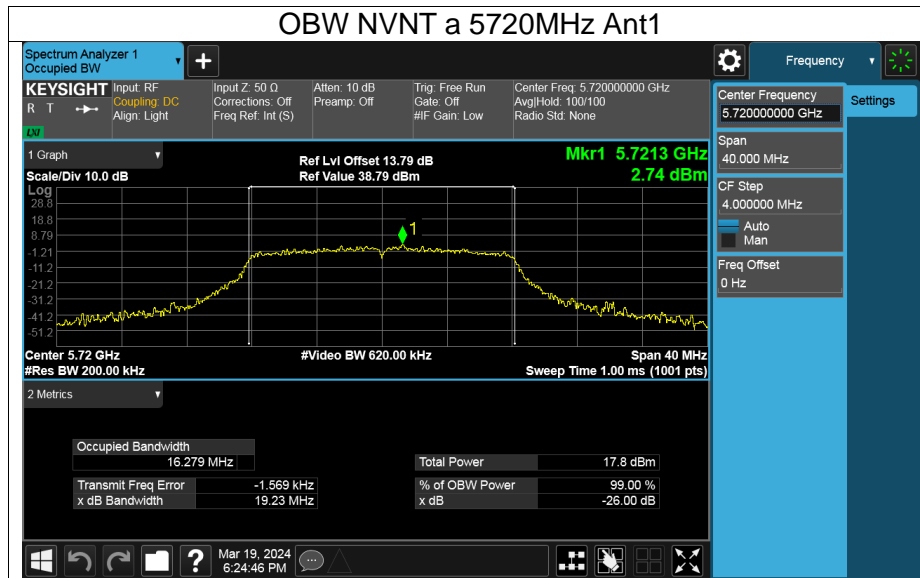 OBW NVNT a 5720MHz Ant1
Spectrum Analyzer 1
Occupied BW
+
Frequency
KEYSIGHT
R T
LXI
Input: RF
Coupling: DC
Align: Light
Input Z: 50 Ω
Corrections: Off
Freq Ref: Int (S)
Atten: 10 dB
Preamp: Off
Trig: Free Run
Gate: Off
#IF Gain: Low
Center Freq: 5.720000000 GHz
Avg|Hold: 100/100
Radio Std: None
Center Frequency
5.720000000 GHz
Settings
Span
40.000 MHz
CF Step
4.000000 MHz
Auto
Man
Freq Offset
0 Hz
1 Graph
Scale/Div 10.0 dB
Ref Lvl Offset 13.79 dB
Ref Value 38.79 dBm
Mkr1 5.7213 GHz
2.74 dBm
Log
28.8
18.8
8.79
-1.21
-11.2
-21.2
-31.2
-41.2
-51.2
1
Center 5.72 GHz
#Video BW 620.00 kHz
Span 40 MHz
#Res BW 200.00 kHz
Sweep Time 1.00 ms (1001 pts)
2 Metrics
Occupied Bandwidth
16.279 MHz
Total Power 17.8 dBm
Transmit Freq Error -1.569 kHz
% of OBW Power 99.00 %
x dB Bandwidth 19.23 MHz
x dB -26.00 dB
?
Mar 19, 2024
6:24:46 PM